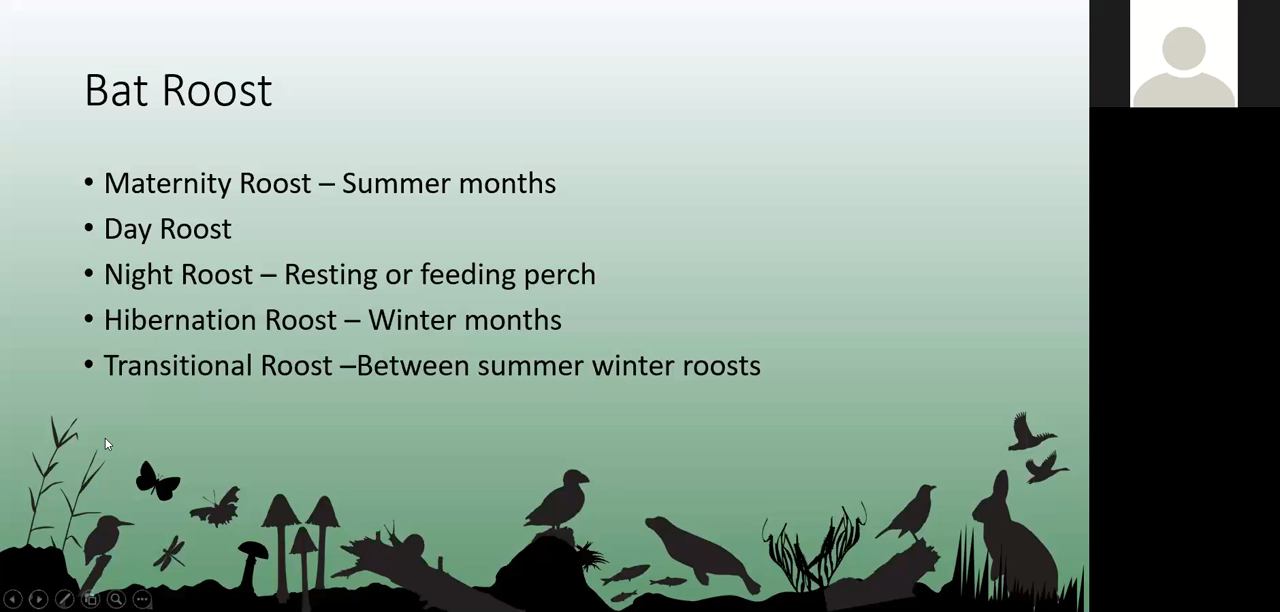 Bat Roost
• Maternity Roost – Summer months
• Day Roost
• Night Roost – Resting or feeding perch
• Hibernation Roost – Winter months
• Transitional Roost –Between summer winter roosts